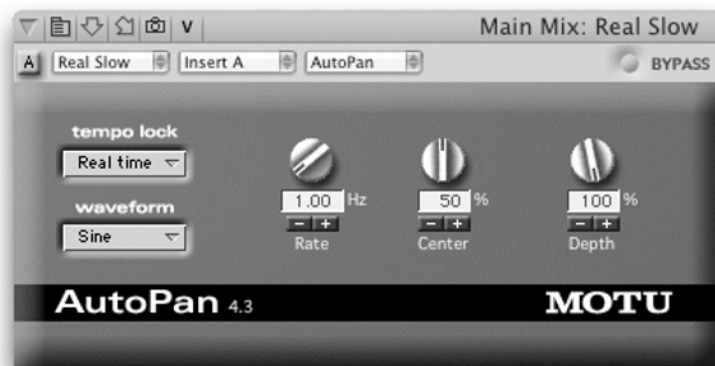 V Main Mix: Real Slow
A Real Slow Insert A AutoPan BYPASS
tempo lock
Real time
waveform
Sine
1.00 Hz 50 % 100 %
− + − + − +
Rate Center Depth
AutoPan 4.3 MOTU